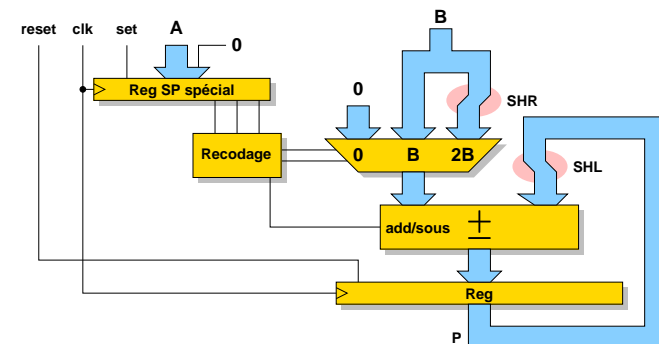 reset clk set A 0 B
Reg SP spécial
0
SHR
Recodage
0 B 2B
SHL
add/sous ±
Reg
P